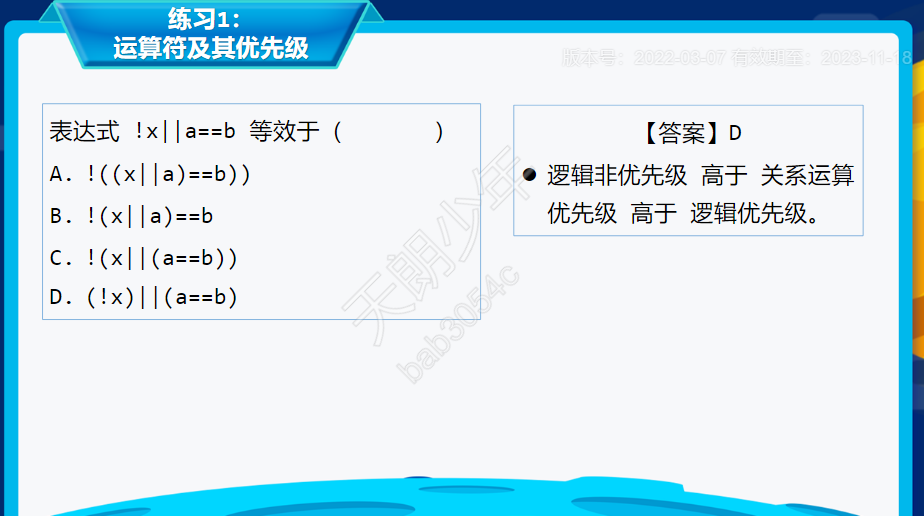 练习1：
运算符及其优先级
版本号：2022-03-07 有效期至：2023-11-18
表达式 !x||a==b 等效于（ ）
A. !((x||a)==b))
B. !(x||a)==b
C. !(x||(a==b))
D. (!x)||(a==b)
【答案】D
逻辑非优先级 高于 关系运算
优先级 高于 逻辑优先级。
天朗少年
bab3054c